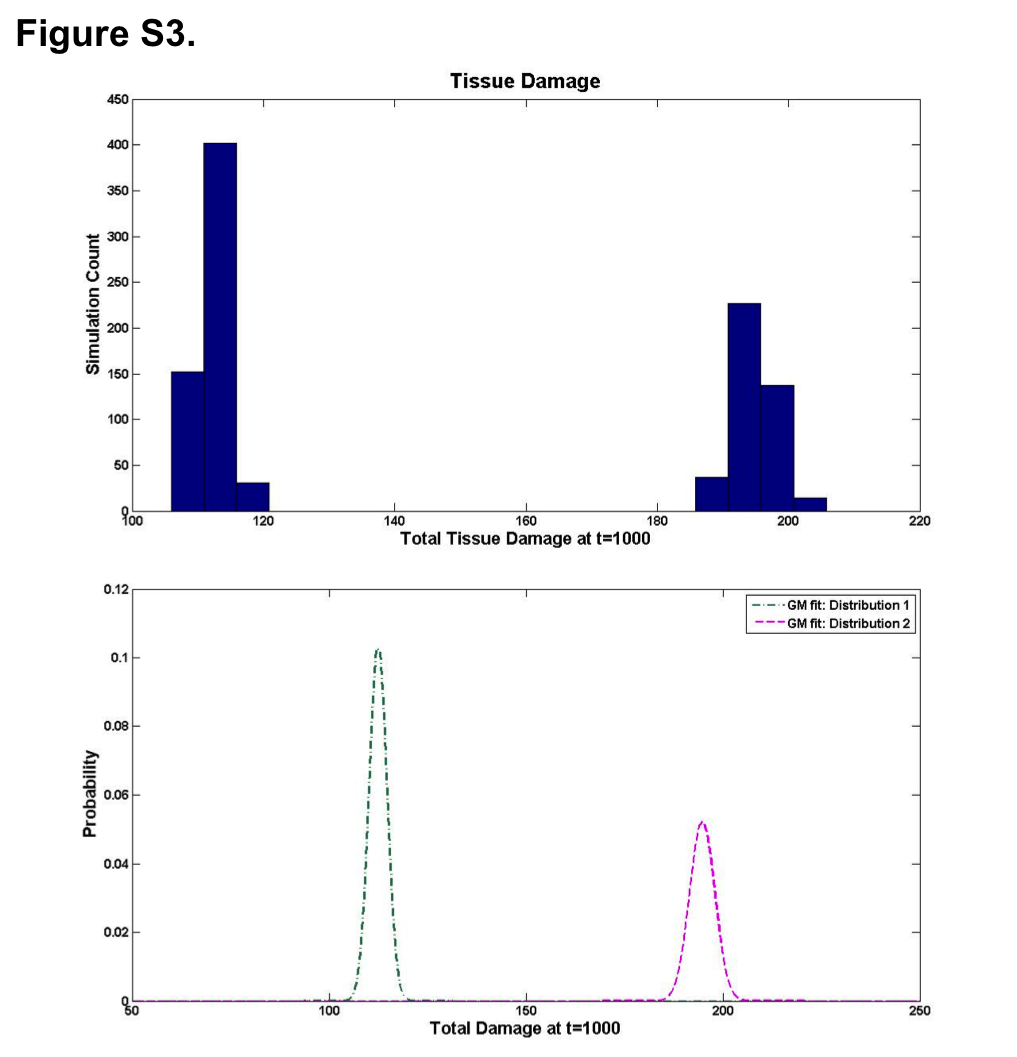 Figure S3.
Tissue Damage
450
400
350
300
250
200
150
100
50
0
Simulation Count
100 120 140 160 180 200 220
Total Tissue Damage at t=1000
0.12
0.1
0.08
0.06
0.04
0.02
0
Probability
GM fit: Distribution 1
GM fit: Distribution 2
50 100 150 200 250
Total Damage at t=1000